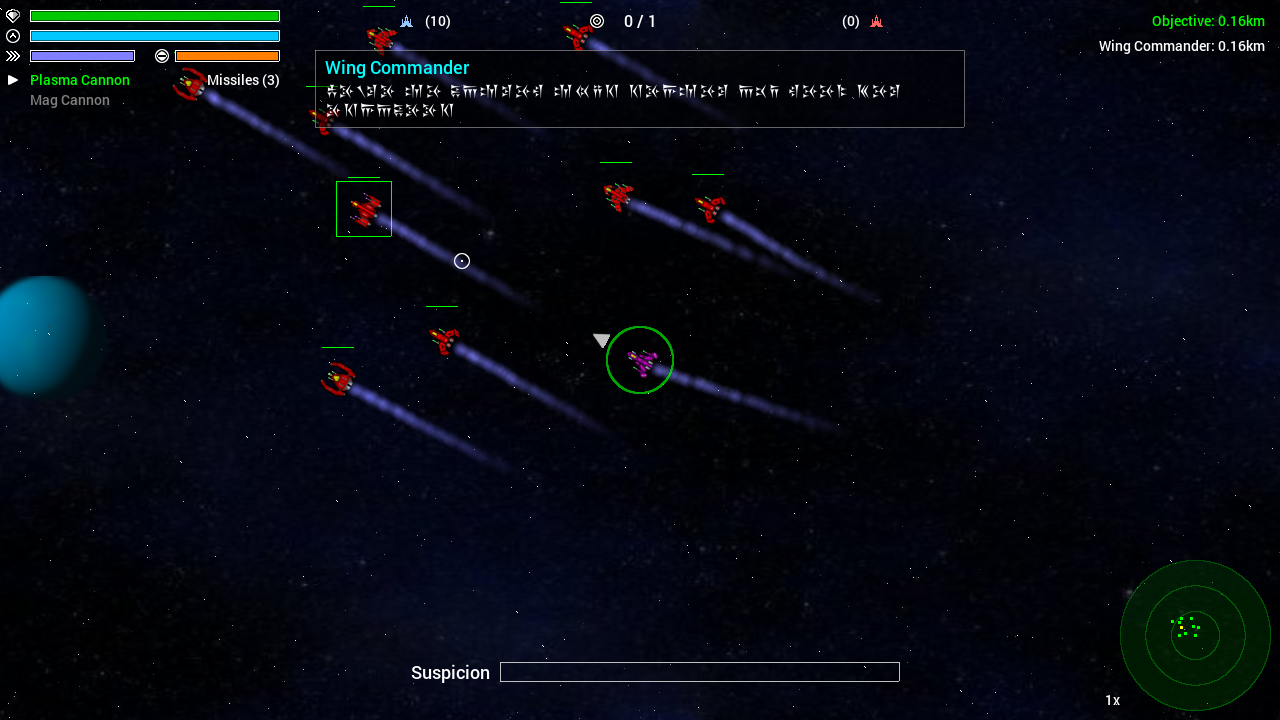 (10)
0 / 1
(0)
Objective: 0.16km
Wing Commander: 0.16km
Plasma Cannon
Missiles (3)
Mag Cannon
Wing Commander
Suspicion
1x